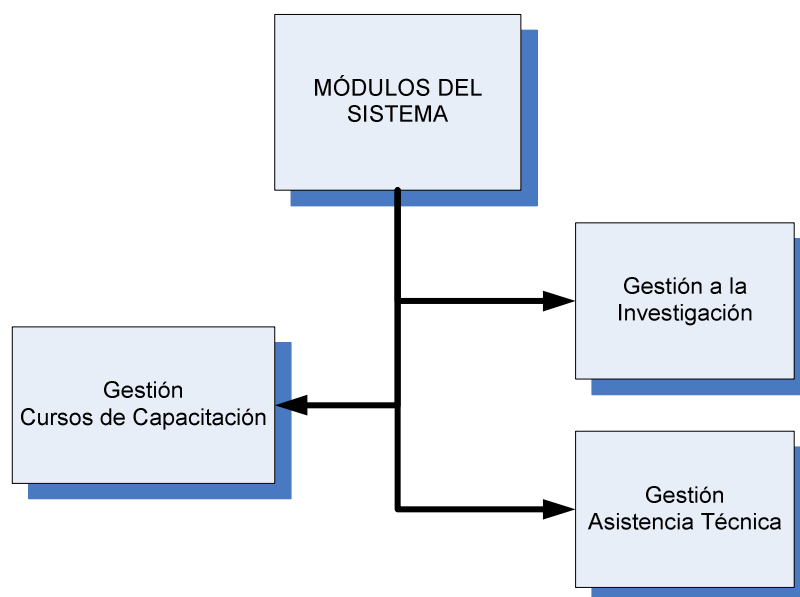 MÓDULOS DEL
SISTEMA
Gestión a la
Investigación
Gestión
Cursos de Capacitación
Gestión
Asistencia Técnica